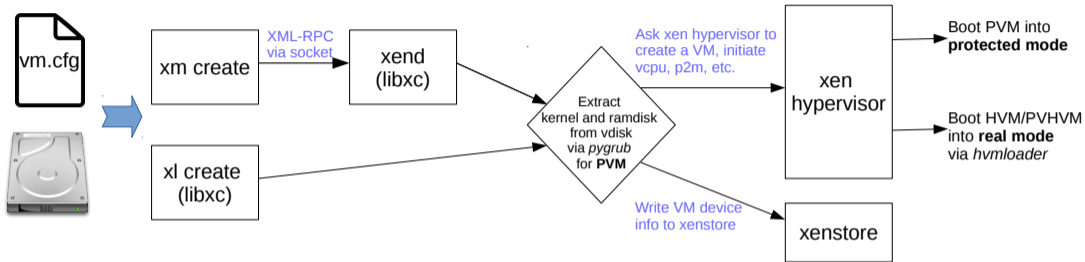 vm.cfg
xm create
XML-RPC
via socket
xend
(libxc)
xl create
(libxc)
Extract
kernel and ramdisk
from vdisk
via pygrub
for PVM
Ask xen hypervisor to
create a VM, initiate
vcpu, p2m, etc.
xen
hypervisor
Boot PVM into
protected mode
Boot HVM/PVHVM
into real mode
via hvmloader
Write VM device
info to xenstore
xenstore